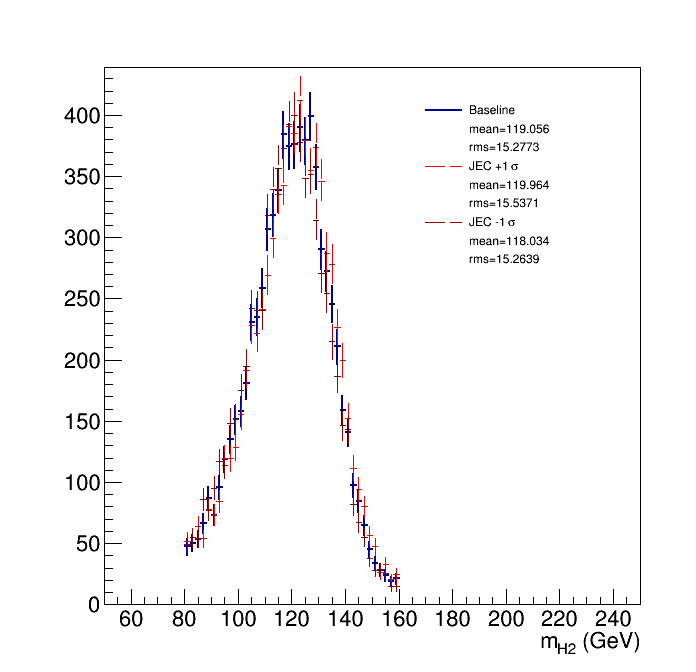 400
350
300
250
200
150
100
50
0
60 80 100 120 140 160 180 200 220 240
m_H2 (GeV)
Baseline
mean=119.056
rms=15.2773
JEC +1 σ
mean=119.964
rms=15.5371
JEC -1 σ
mean=118.034
rms=15.2639